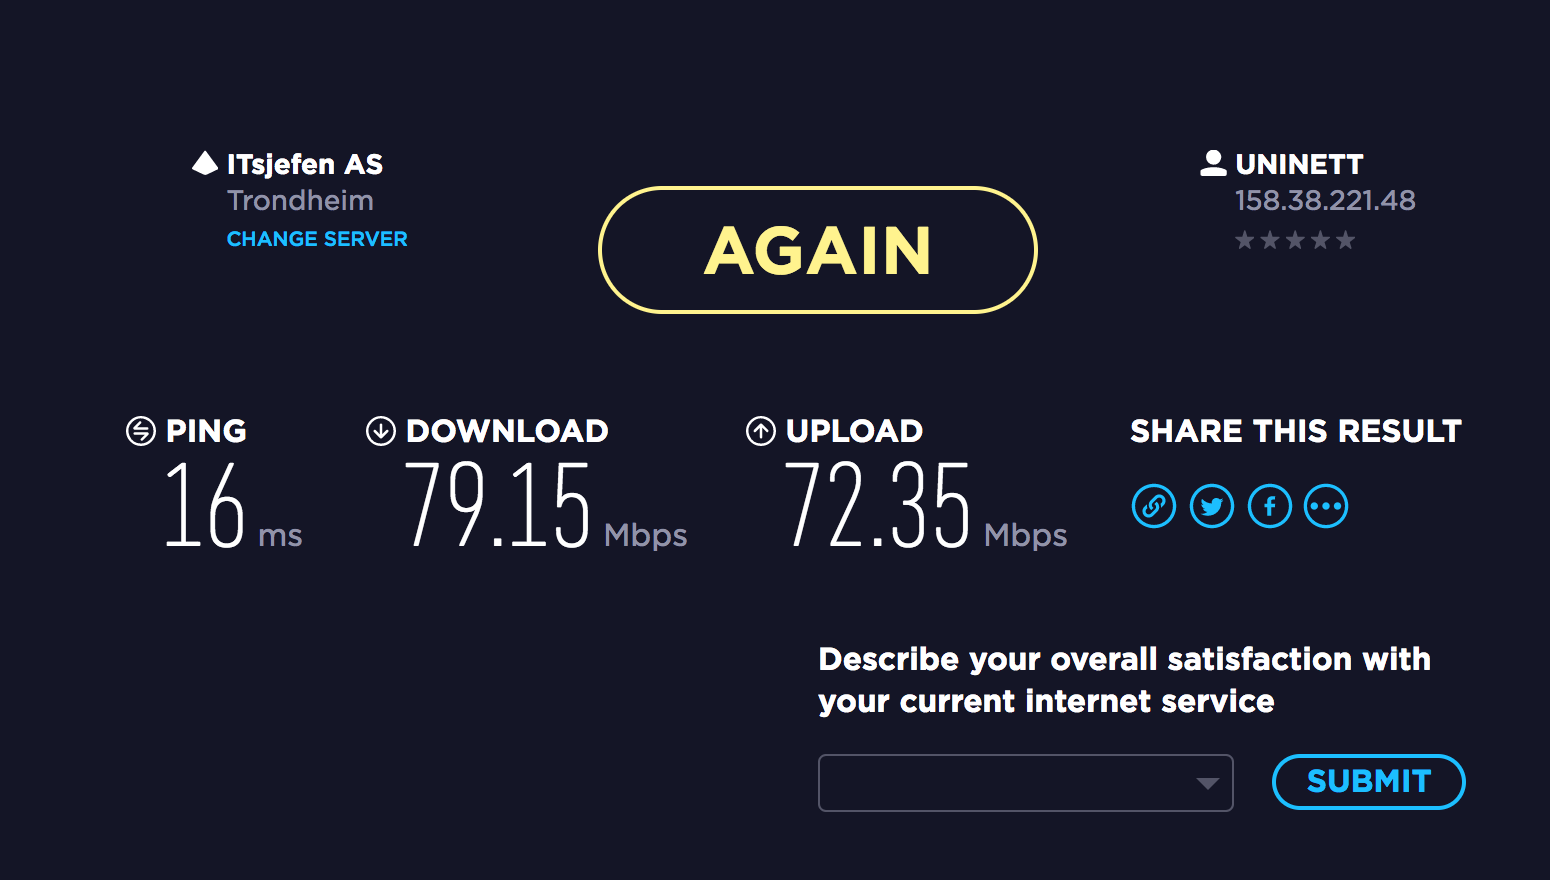 ITsjefen AS
Trondheim
CHANGE SERVER
AGAIN
UNINETT
158.38.221.48
PING
16 ms
DOWNLOAD
79.15 Mbps
UPLOAD
72.35 Mbps
SHARE THIS RESULT
Describe your overall satisfaction with
your current internet service
SUBMIT